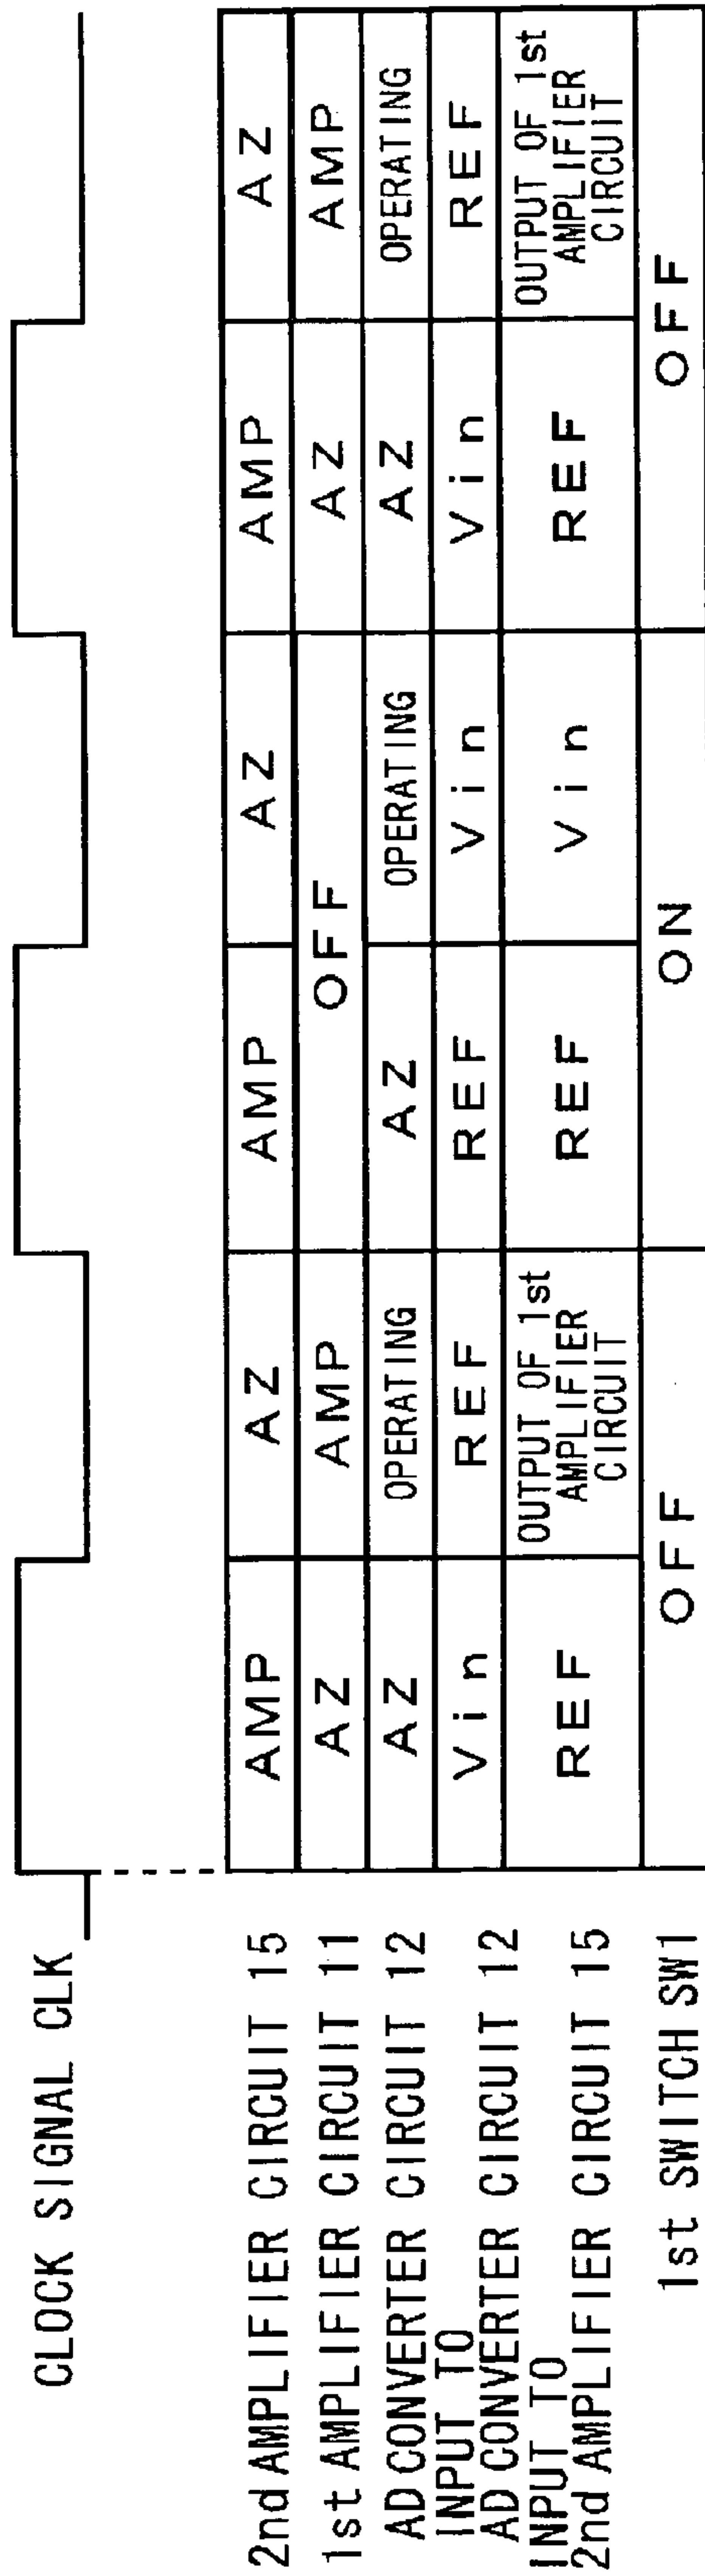 CLOCK SIGNAL CLK
2nd AMPLIFIER CIRCUIT 15
AMP
AZ
AMP
AZ
AMP
AZ
1st AMPLIFIER CIRCUIT 11
AZ
AMP
OFF
AZ
AMP
AD CONVERTER CIRCUIT 12
AZ
OPERATING
AZ
OPERATING
AZ
OPERATING
INPUT TO
AD CONVERTER CIRCUIT 12
Vin
REF
REF
Vin
Vin
REF
INPUT TO
2nd AMPLIFIER CIRCUIT 15
REF
OUTPUT OF 1st
AMPLIFIER
CIRCUIT
REF
Vin
REF
OUTPUT OF 1st
AMPLIFIER
CIRCUIT
1st SWITCH SW1
OFF
ON
OFF